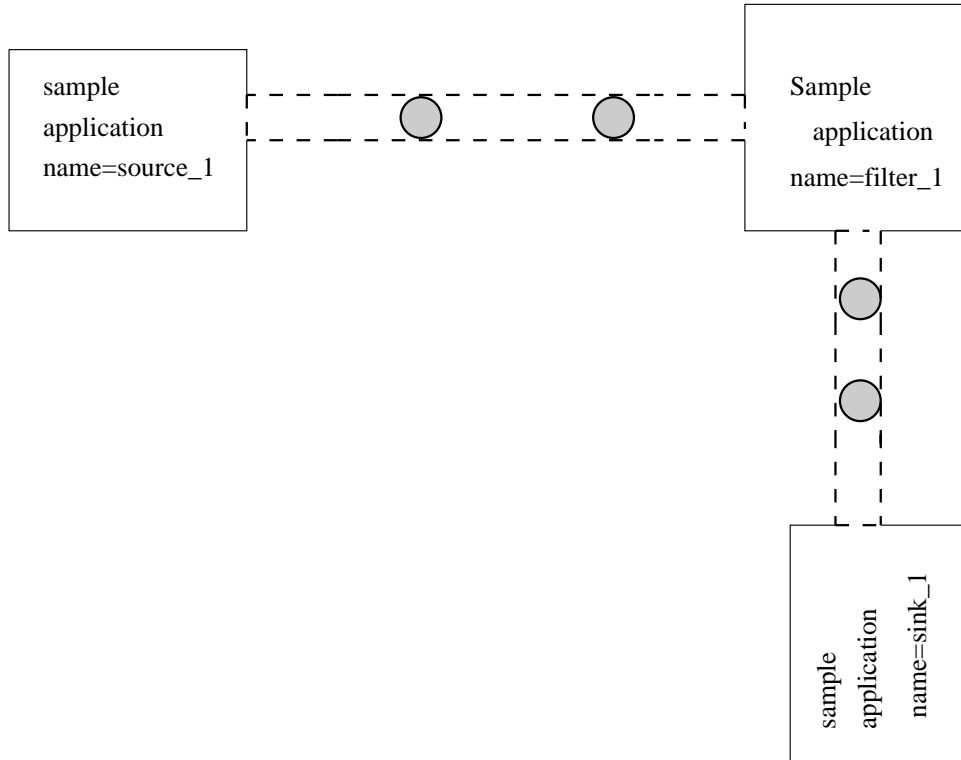 sample
application
name=source_1
Sample
application
name=filter_1
sample
application
name=sink_1